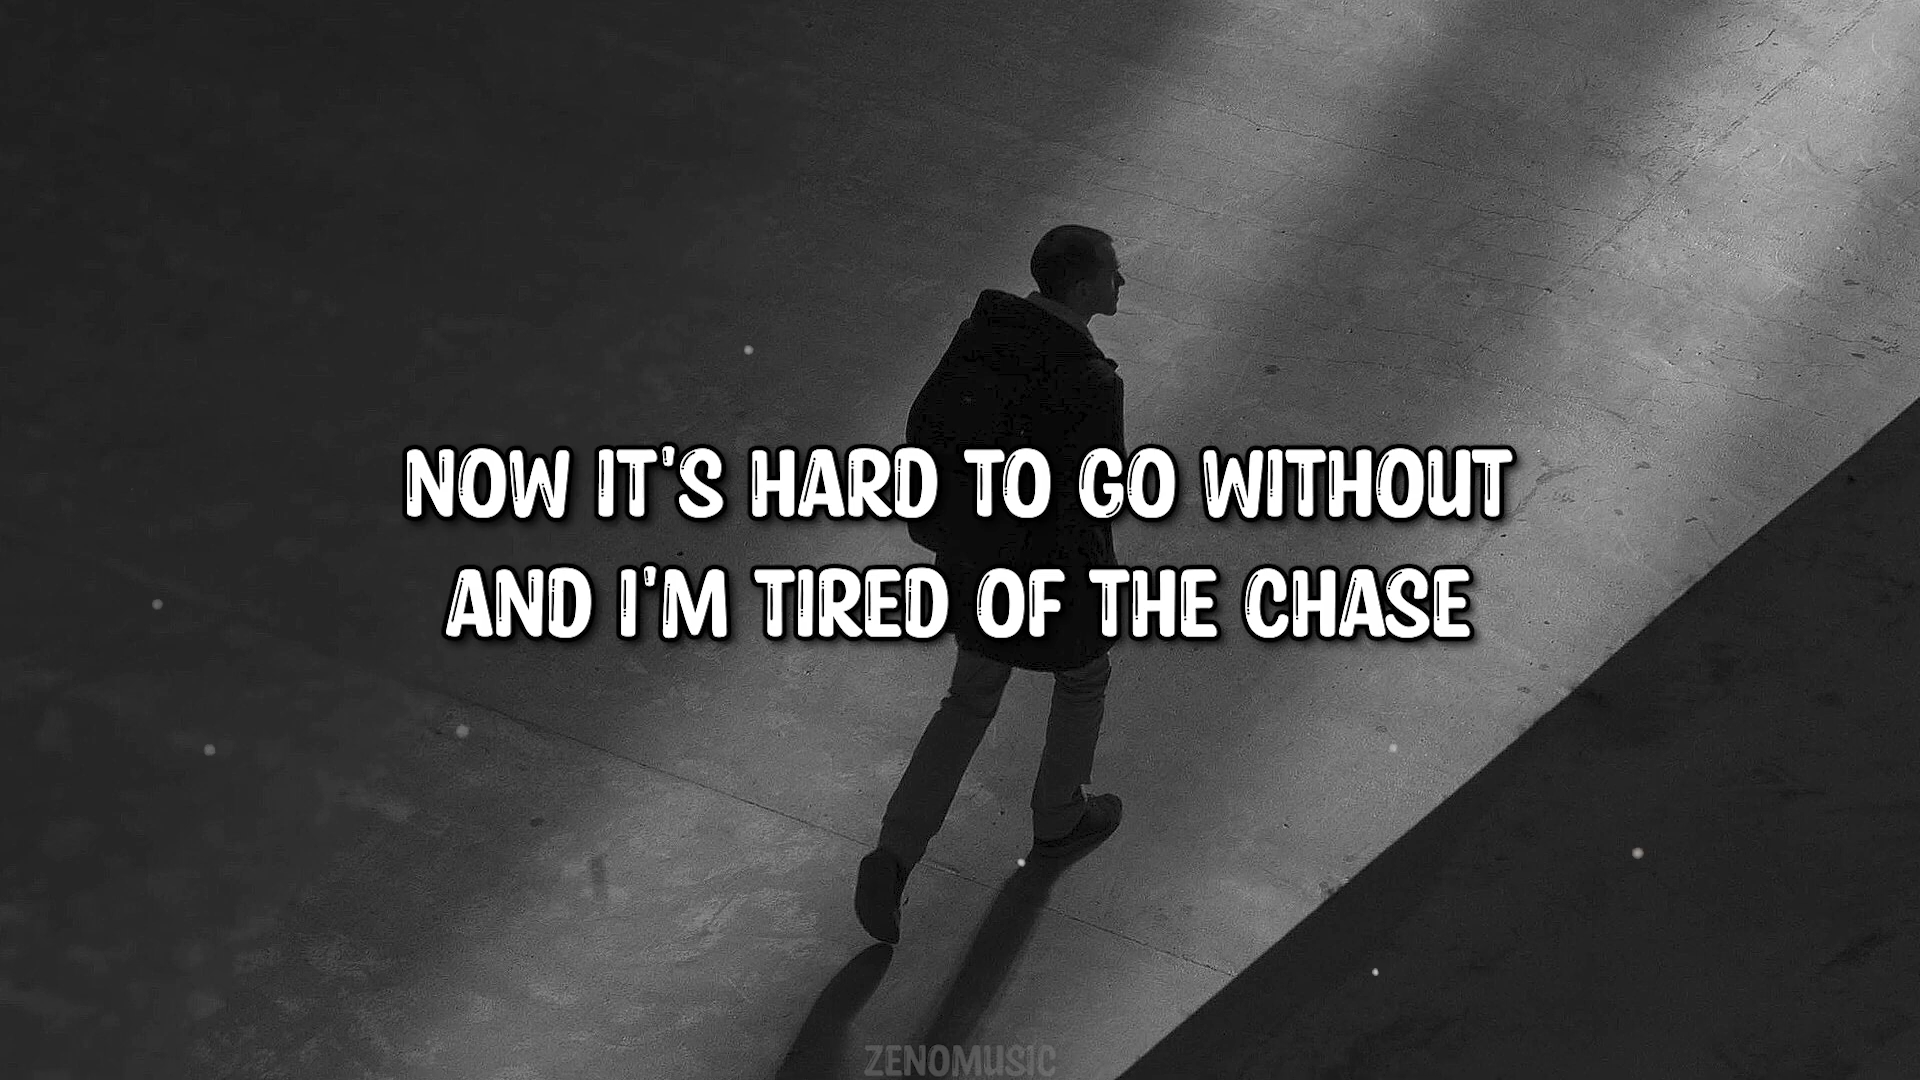 NOW IT'S HARD TO GO WITHOUT
AND I'M TIRED OF THE CHASE
ZENOMUSIC